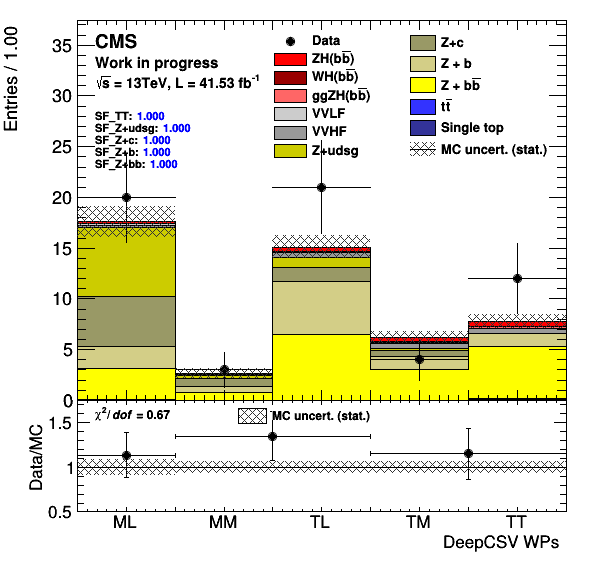 CMS
Work in progress
√s = 13TeV, L = 41.53 fb⁻¹
SF_TT: 1.000
SF_Z+udsg: 1.000
SF_Z+c: 1.000
SF_Z+b: 1.000
SF_Z+bb: 1.000
Data
ZH(bb̅)
WH(bb̅)
ggZH(bb̅)
VVLF
VVHF
Z+udsg
Z+c
Z + b
Z + bb̅
tt̅
Single top
MC uncert. (stat.)
Entries / 1.00
35
30
25
20
15
10
5
0
χ²/dof = 0.67
MC uncert. (stat.)
Data/MC
1.5
1
0.5
ML MM TL TM TT
DeepCSV WPs